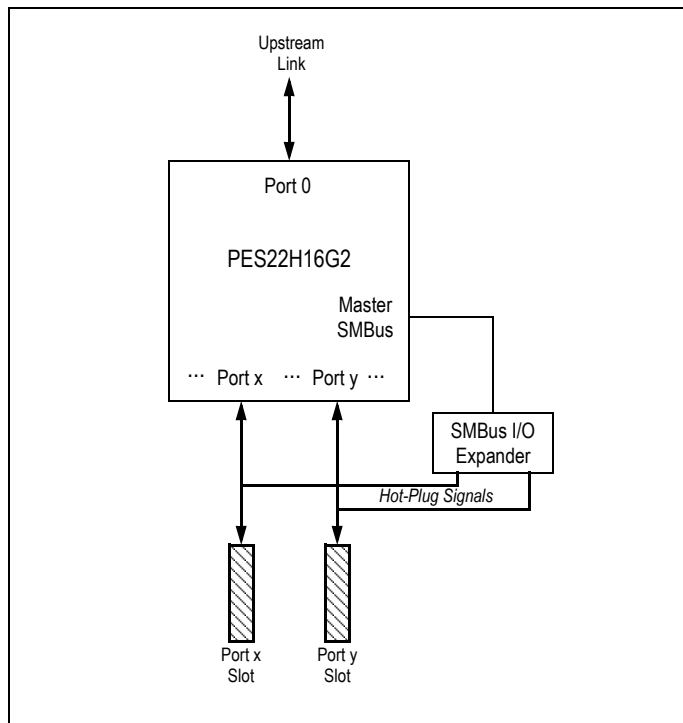 Upstream
Link
Port 0
PES22H16G2
Master
SMBus
... Port x ... Port y ...
SMBus I/O
Expander
Hot-Plug Signals
Port x
Slot
Port y
Slot